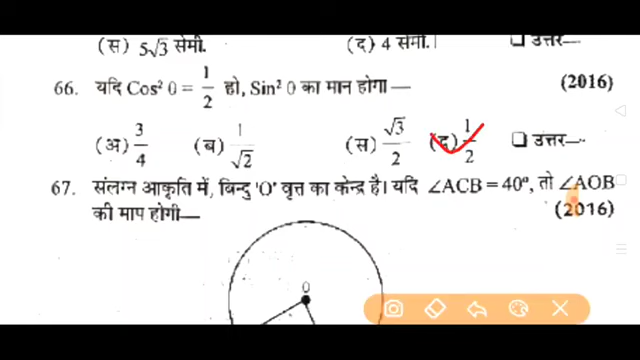 (स) 5√3 सेमी. (द) 4 सेमी. ❑ उत्तर—
66. यदि Cos² θ = 1/2 हो, Sin² θ का मान होगा— (2016)
(अ) 3/4 (ब) 1/√2 (स) √3/2 (द) 1/2 ❑ उत्तर—
67. संलग्न आकृति में, बिन्दु 'O' वृत्त का केन्द्र है। यदि ∠ACB = 40°, तो ∠AOB
की माप होगी— (2016)
O